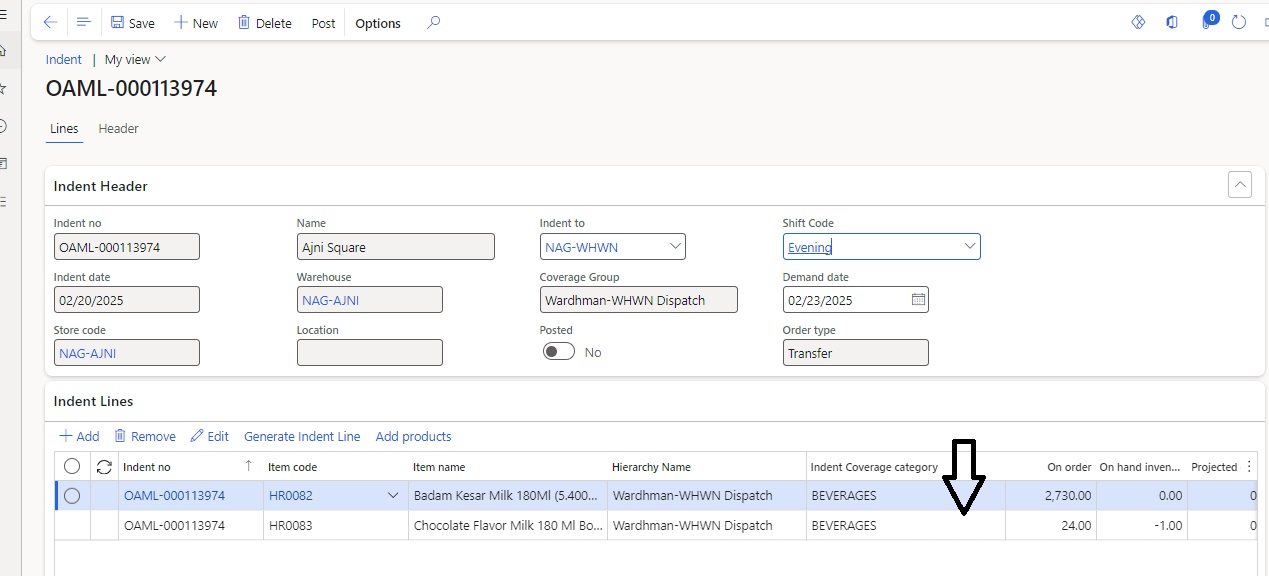 Save New Delete Post Options 0
Indent | My view
OAML-000113974
Lines Header
Indent Header
Indent no Name Indent to Shift Code
OAML-000113974 Ajni Square NAG-WHWN Evening
Indent date Warehouse Coverage Group Demand date
02/20/2025 NAG-AJNI Wardhman-WHWN Dispatch 02/23/2025
Store code Location Posted Order type
NAG-AJNI No Transfer
Indent Lines
Add Remove Edit Generate Indent Line Add products
Indent no Item code Item name Hierarchy Name Indent Coverage category On order On hand inven... Projected
OAML-000113974 HR0082 Badam Kesar Milk 180Ml (5.400... Wardhman-WHWN Dispatch BEVERAGES 2,730.00 0.00 0
OAML-000113974 HR0083 Chocolate Flavor Milk 180 Ml Bo... Wardhman-WHWN Dispatch BEVERAGES 24.00 -1.00 0